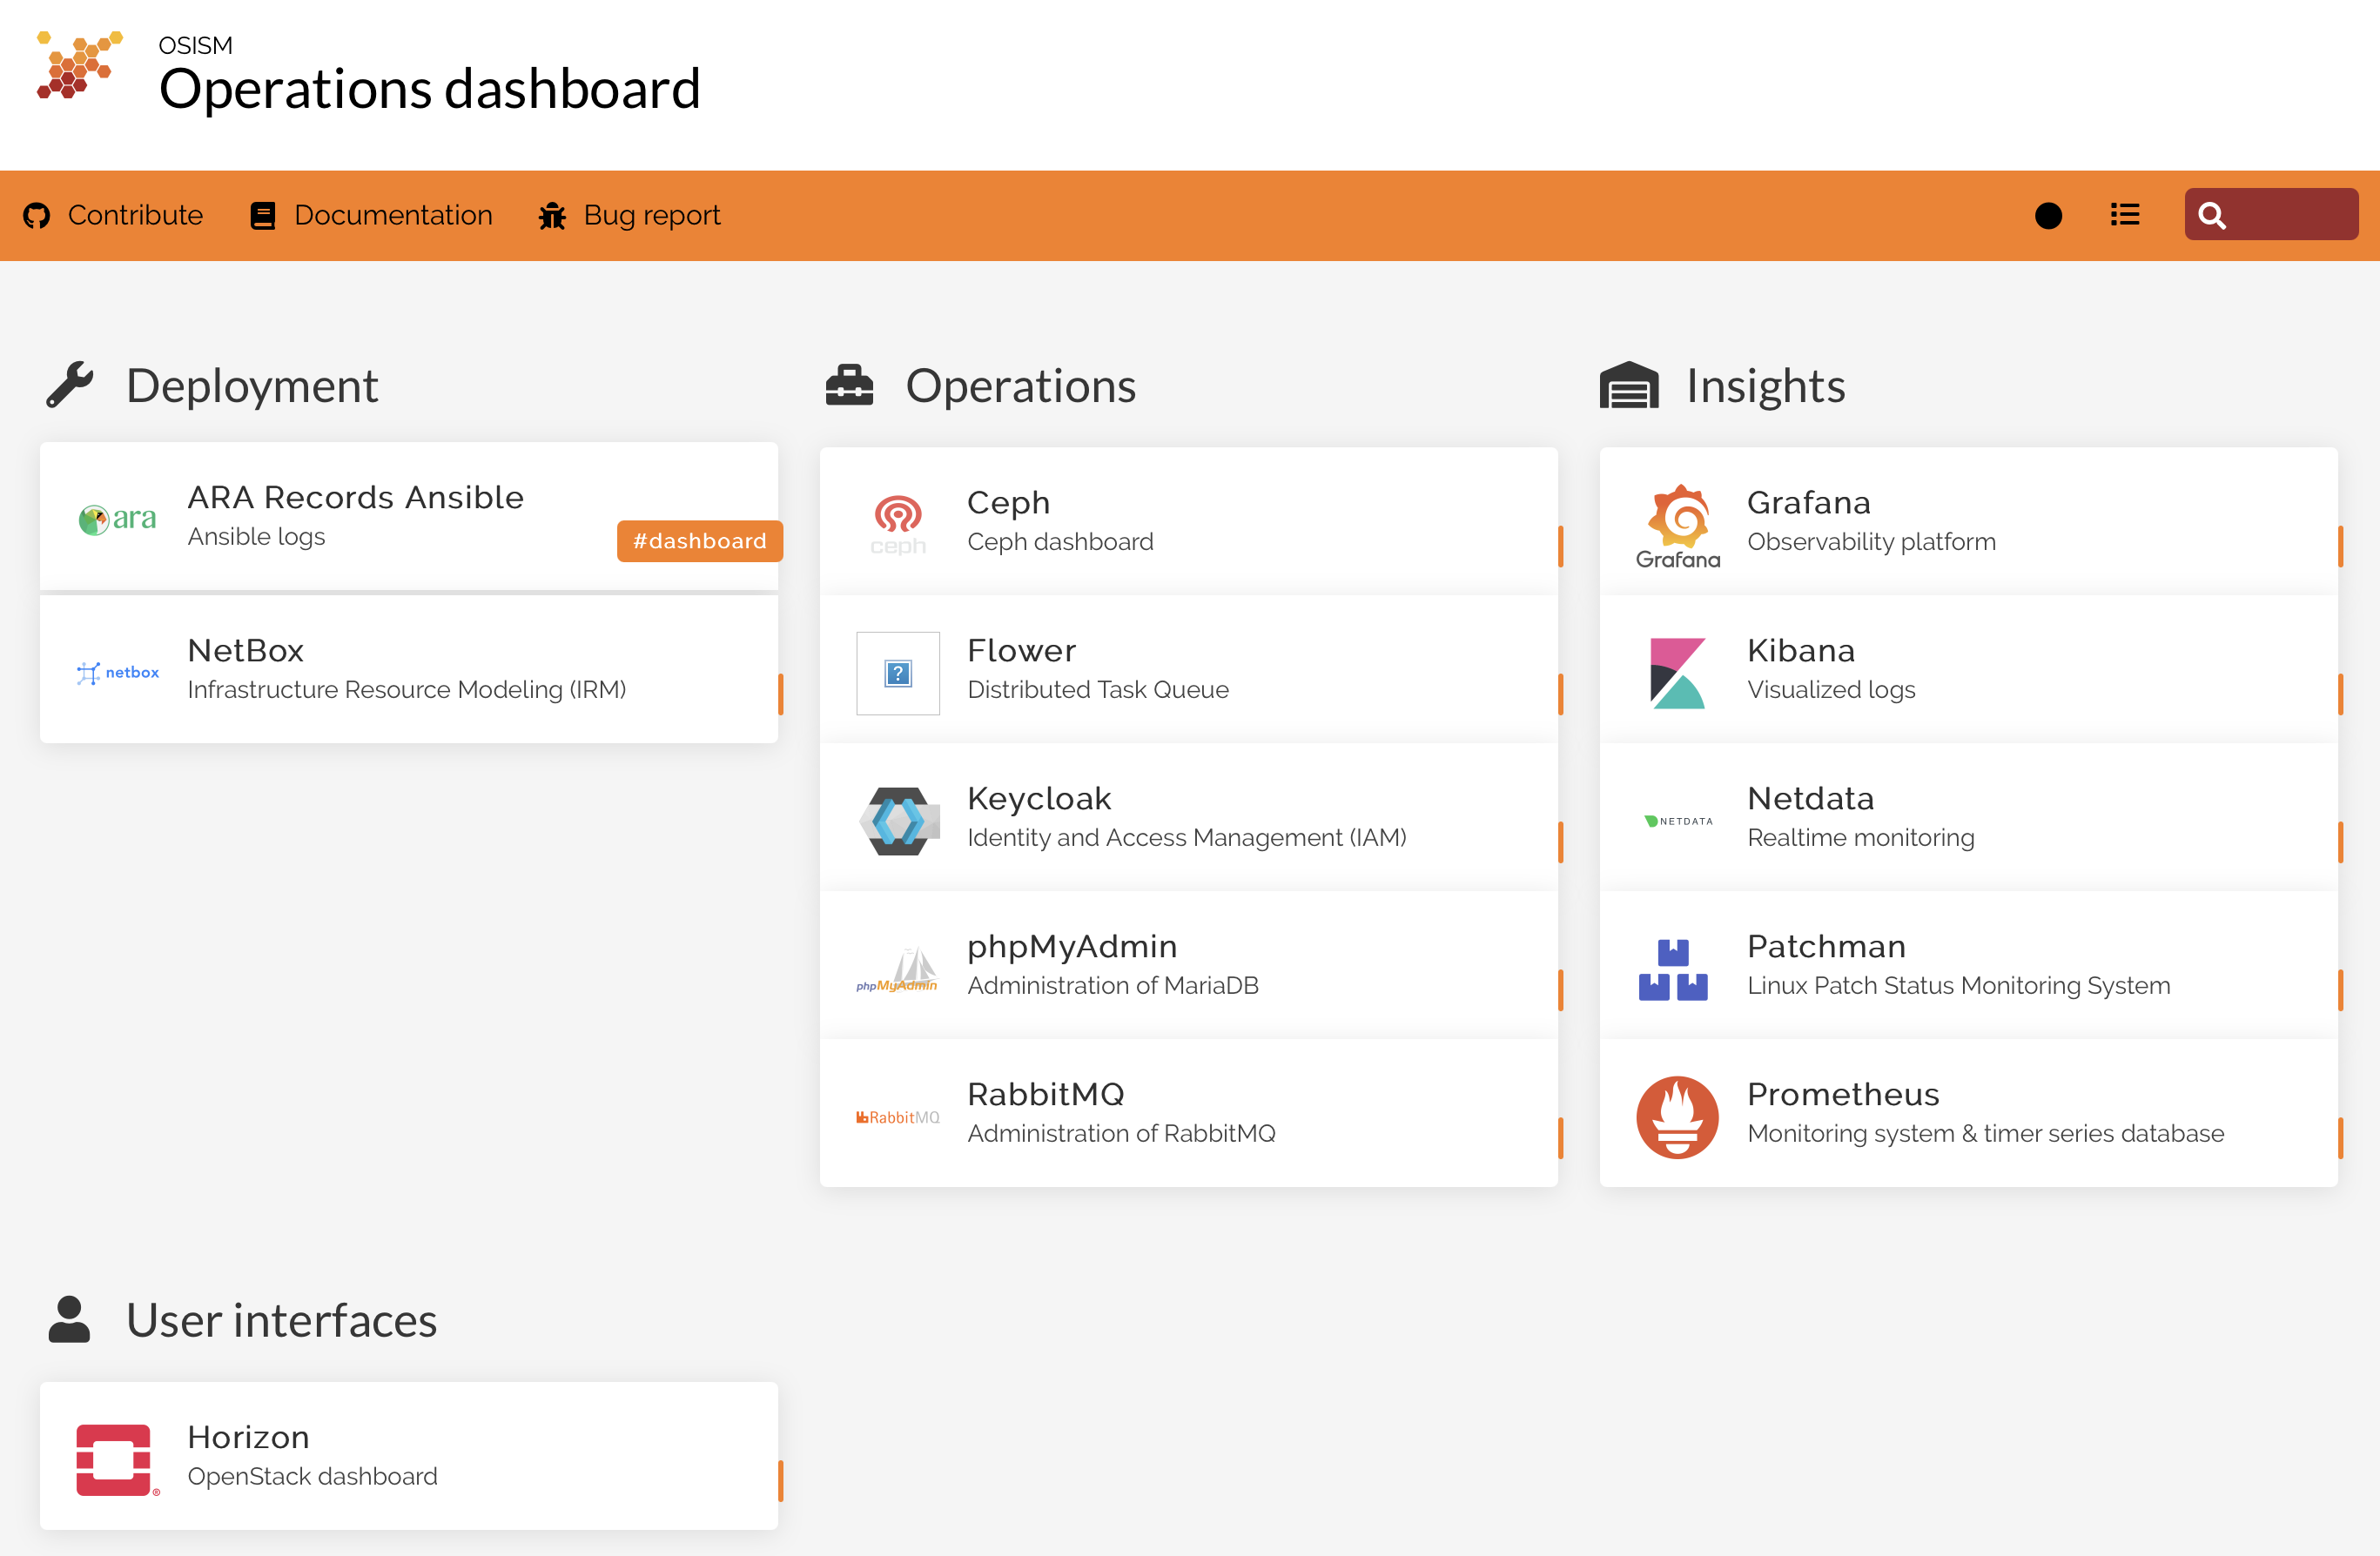 OSISM
Operations dashboard
Contribute
Documentation
Bug report
Deployment
ara
ARA Records Ansible
Ansible logs
#dashboard
netbox
NetBox
Infrastructure Resource Modeling (IRM)
Operations
ceph
Ceph
Ceph dashboard
?
Flower
Distributed Task Queue
Keycloak
Identity and Access Management (IAM)
phpMyAdmin
phpMyAdmin
Administration of MariaDB
RabbitMQ
RabbitMQ
Administration of RabbitMQ
Insights
Grafana
Grafana
Observability platform
Kibana
Visualized logs
NETDATA
Netdata
Realtime monitoring
Patchman
Linux Patch Status Monitoring System
Prometheus
Monitoring system & timer series database
User interfaces
®
Horizon
OpenStack dashboard